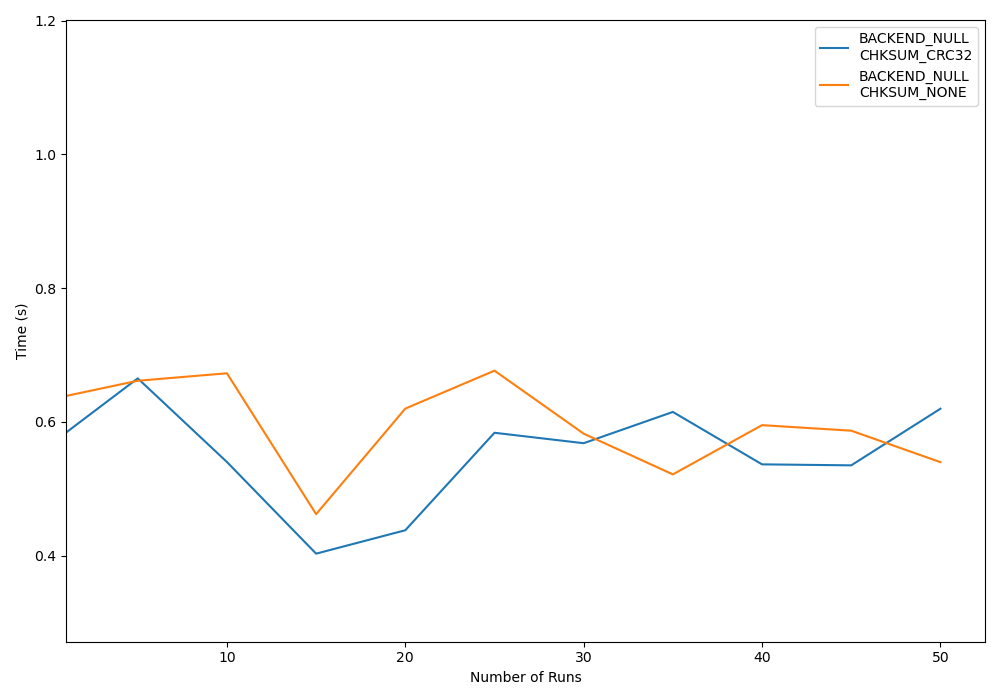 1.2
1.0
0.8
0.6
0.4
Time (s)
10 20 30 40 50
Number of Runs
BACKEND_NULL
CHKSUM_CRC32
BACKEND_NULL
CHKSUM_NONE